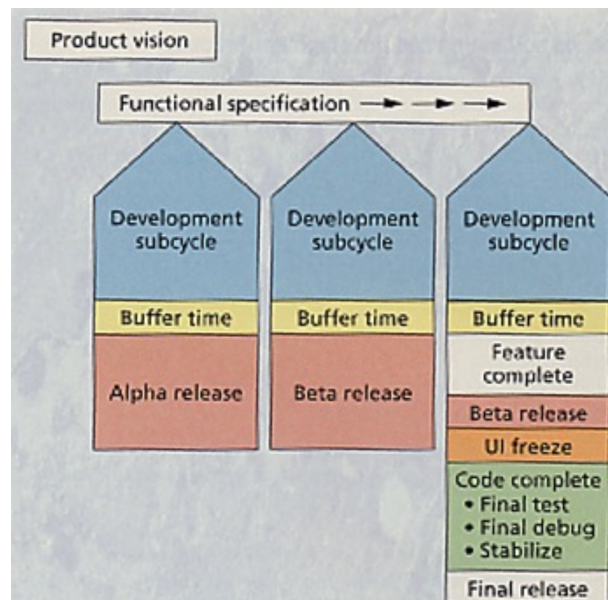 Product vision
Functional specification
Development
subcycle
Buffer time
Alpha release
Development
subcycle
Buffer time
Beta release
Development
subcycle
Buffer time
Feature
complete
Beta release
UI freeze
Code complete
• Final test
• Final debug
• Stabilize
Final release